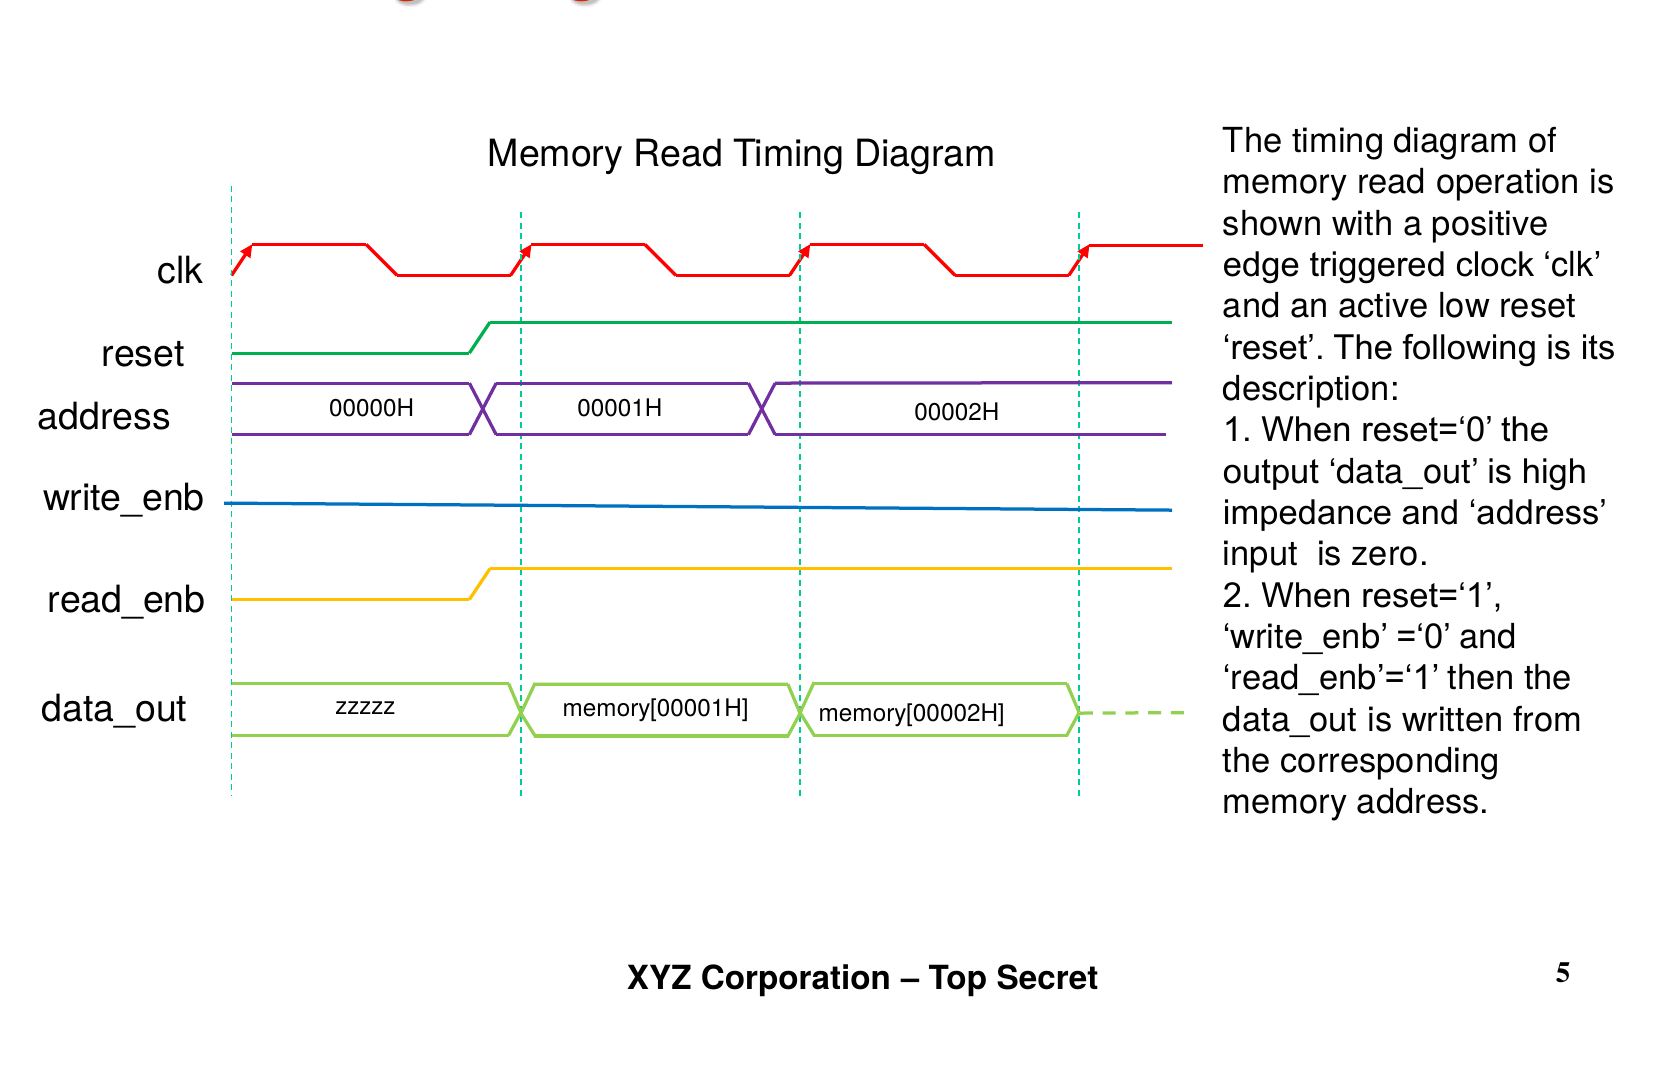 Memory Read Timing Diagram
clk
reset
address
00000H
00001H
00002H
write_enb
read_enb
data_out
zzzzz
memory[00001H]
memory[00002H]
The timing diagram of
memory read operation is
shown with a positive
edge triggered clock ‘clk’
and an active low reset
‘reset’. The following is its
description:
1. When reset=‘0’ the
output ‘data_out’ is high
impedance and ‘address’
input  is zero.
2. When reset=‘1’,
‘write_enb’ =‘0’ and
‘read_enb’=‘1’ then the
data_out is written from
the corresponding
memory address.
XYZ Corporation – Top Secret
5